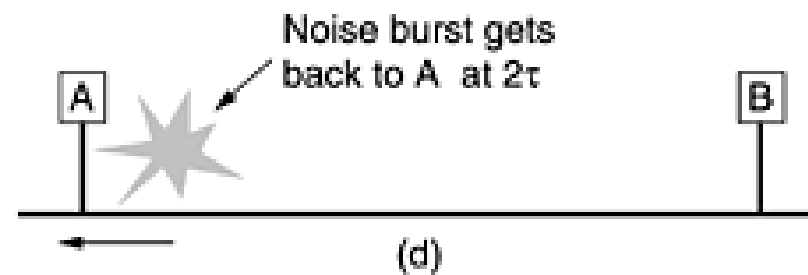 Noise burst gets
back to A at 2τ
A
B
(d)